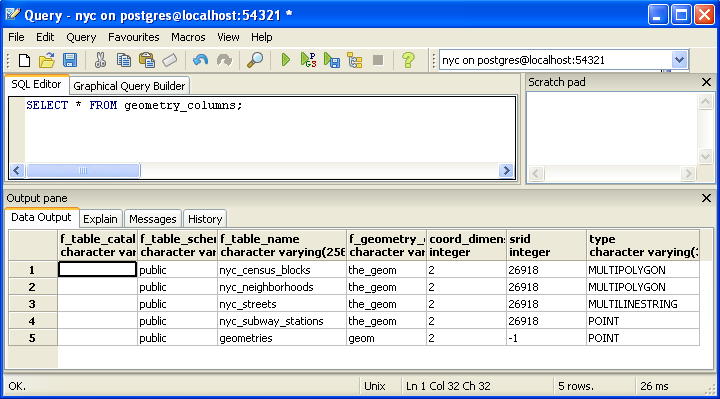 Query - nyc on postgres@localhost:54321 *
File Edit Query Favourites Macros View Help
SQL nyc on postgres@localhost:54321
SQL Editor Graphical Query Builder
SELECT * FROM geometry_columns;
Scratch pad
Output pane
Data Output Explain Messages History
f_table_catal f_table_schem f_table_name f_geometry_ coord_dimens srid type
character var character va character varying(256 character va integer integer character varying(
1 public nyc_census_blocks the_geom 2 26918 MULTIPOLYGON
2 public nyc_neighborhoods the_geom 2 26918 MULTIPOLYGON
3 public nyc_streets the_geom 2 26918 MULTILINESTRING
4 public nyc_subway_stations the_geom 2 26918 POINT
5 public geometries geom 2 -1 POINT
OK. Unix Ln 1 Col 32 Ch 32 5 rows. 26 ms